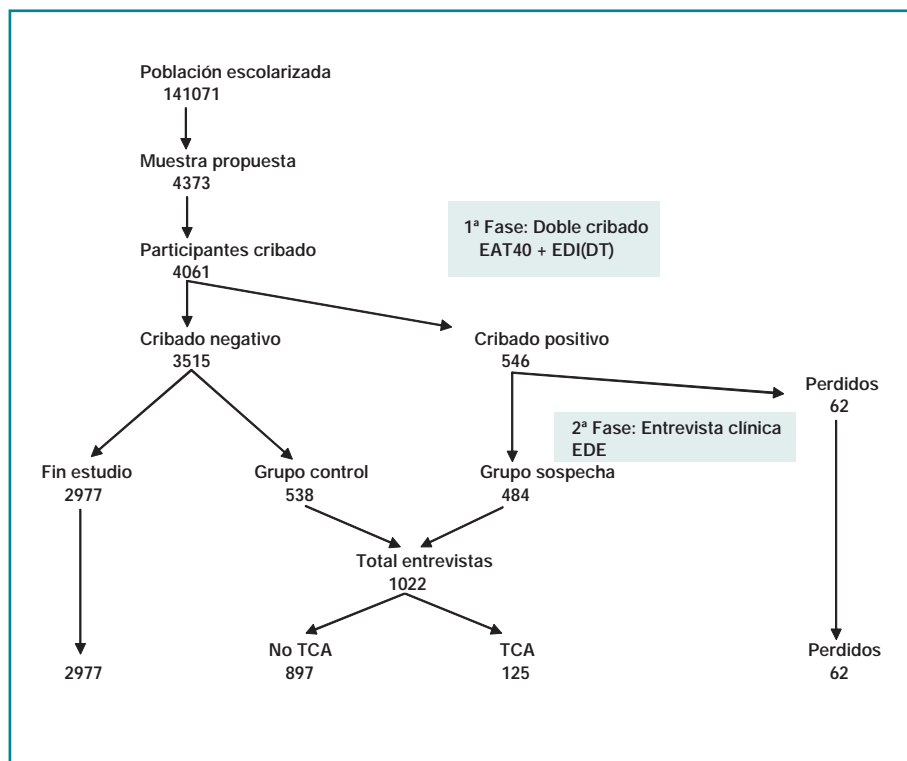 Población escolarizada
141071
Muestra propuesta
4373
1ª Fase: Doble cribado
EAT40 + EDI(DT)
Participantes cribado
4061
Cribado negativo
3515
Cribado positivo
546
Perdidos
62
2ª Fase: Entrevista clínica
EDE
Fin estudio
2977
Grupo control
538
Grupo sospecha
484
Total entrevistas
1022
No TCA
897
TCA
125
Perdidos
62
2977